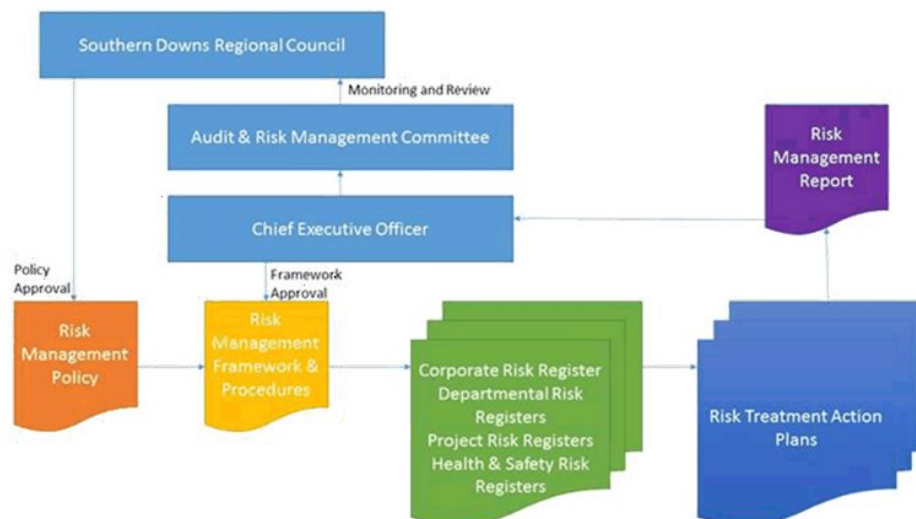 Southern Downs Regional Council
Monitoring and Review
Audit & Risk Management Committee
Risk
Management
Report
Chief Executive Officer
Policy
Approval
Framework
Approval
Risk
Management
Policy
Risk
Management
Framework &
Procedures
Corporate Risk Register
Departmental Risk
Registers
Project Risk Registers
Health & Safety Risk
Registers
Risk Treatment Action
Plans